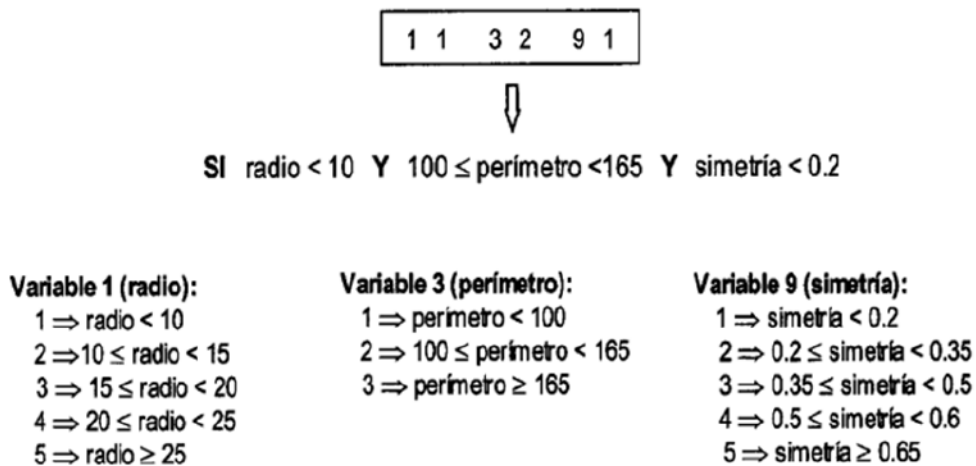 1 1 3 2 9 1
SI radio < 10 Y 100 ≤ perímetro <165 Y simetría < 0.2
Variable 1 (radio):
1 ⇒ radio < 10
2 ⇒10 ≤ radio < 15
3 ⇒ 15 ≤ radio < 20
4 ⇒ 20 ≤ radio < 25
5 ⇒ radio ≥ 25
Variable 3 (perímetro):
1 ⇒ perímetro < 100
2 ⇒ 100 ≤ perímetro < 165
3 ⇒ perímetro ≥ 165
Variable 9 (simetría):
1 ⇒ simetría < 0.2
2 ⇒ 0.2 ≤ simetría < 0.35
3 ⇒ 0.35 ≤ simetría < 0.5
4 ⇒ 0.5 ≤ simetría < 0.6
5 ⇒ simetría ≥ 0.65